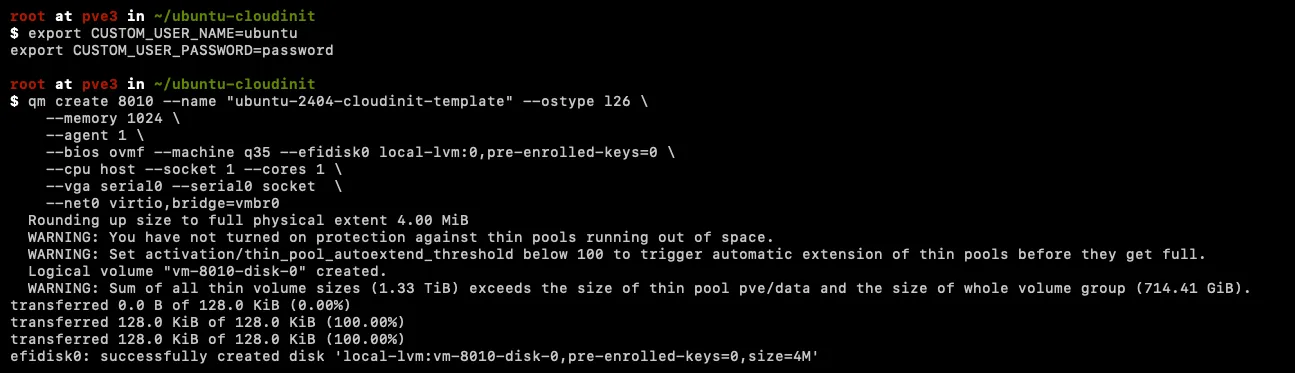 root at pve3 in ~/ubuntu-cloudinit
$ export CUSTOM_USER_NAME=ubuntu
export CUSTOM_USER_PASSWORD=password

root at pve3 in ~/ubuntu-cloudinit
$ qm create 8010 --name "ubuntu-2404-cloudinit-template" --ostype l26 \
    --memory 1024 \
    --agent 1 \
    --bios ovmf --machine q35 --efidisk0 local-lvm:0,pre-enrolled-keys=0 \
    --cpu host --socket 1 --cores 1 \
    --vga serial0 --serial0 socket  \
    --net0 virtio,bridge=vmbr0
  Rounding up size to full physical extent 4.00 MiB
  WARNING: You have not turned on protection against thin pools running out of space.
  WARNING: Set activation/thin_pool_autoextend_threshold below 100 to trigger automatic extension of thin pools before they get full.
  Logical volume "vm-8010-disk-0" created.
  WARNING: Sum of all thin volume sizes (1.33 TiB) exceeds the size of thin pool pve/data and the size of whole volume group (714.41 GiB).
transferred 0.0 B of 128.0 KiB (0.00%)
transferred 128.0 KiB of 128.0 KiB (100.00%)
transferred 128.0 KiB of 128.0 KiB (100.00%)
efidisk0: successfully created disk 'local-lvm:vm-8010-disk-0,pre-enrolled-keys=0,size=4M'